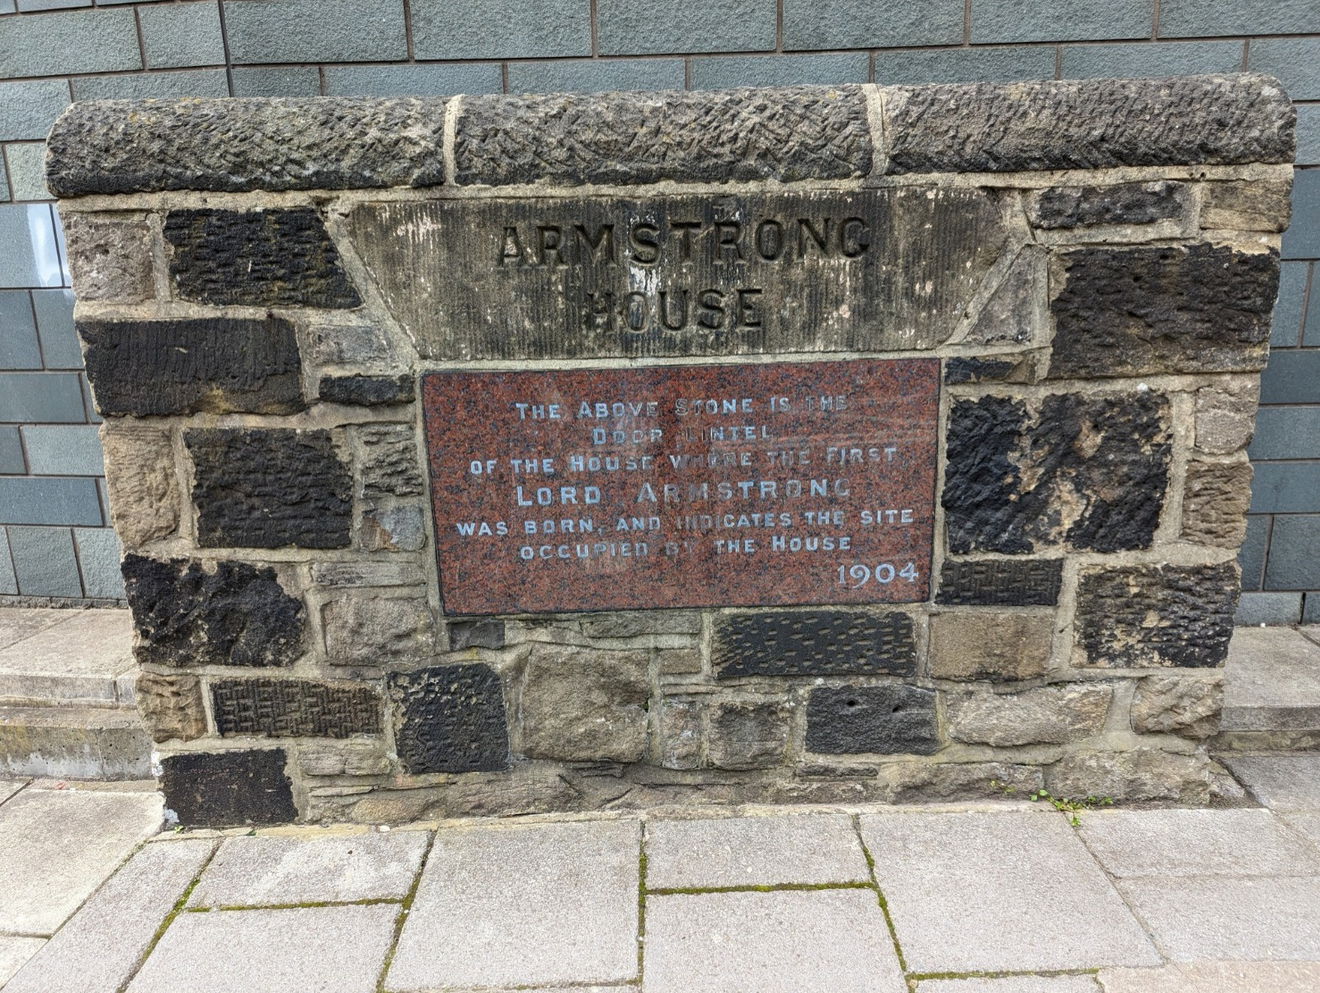 ARMSTRONG
HOUSE
THE ABOVE STONE IS THE
DOOR LINTEL
OF THE HOUSE WHERE THE FIRST
LORD ARMSTRONG
WAS BORN, AND INDICATES THE SITE
OCCUPIED BY THE HOUSE
1904